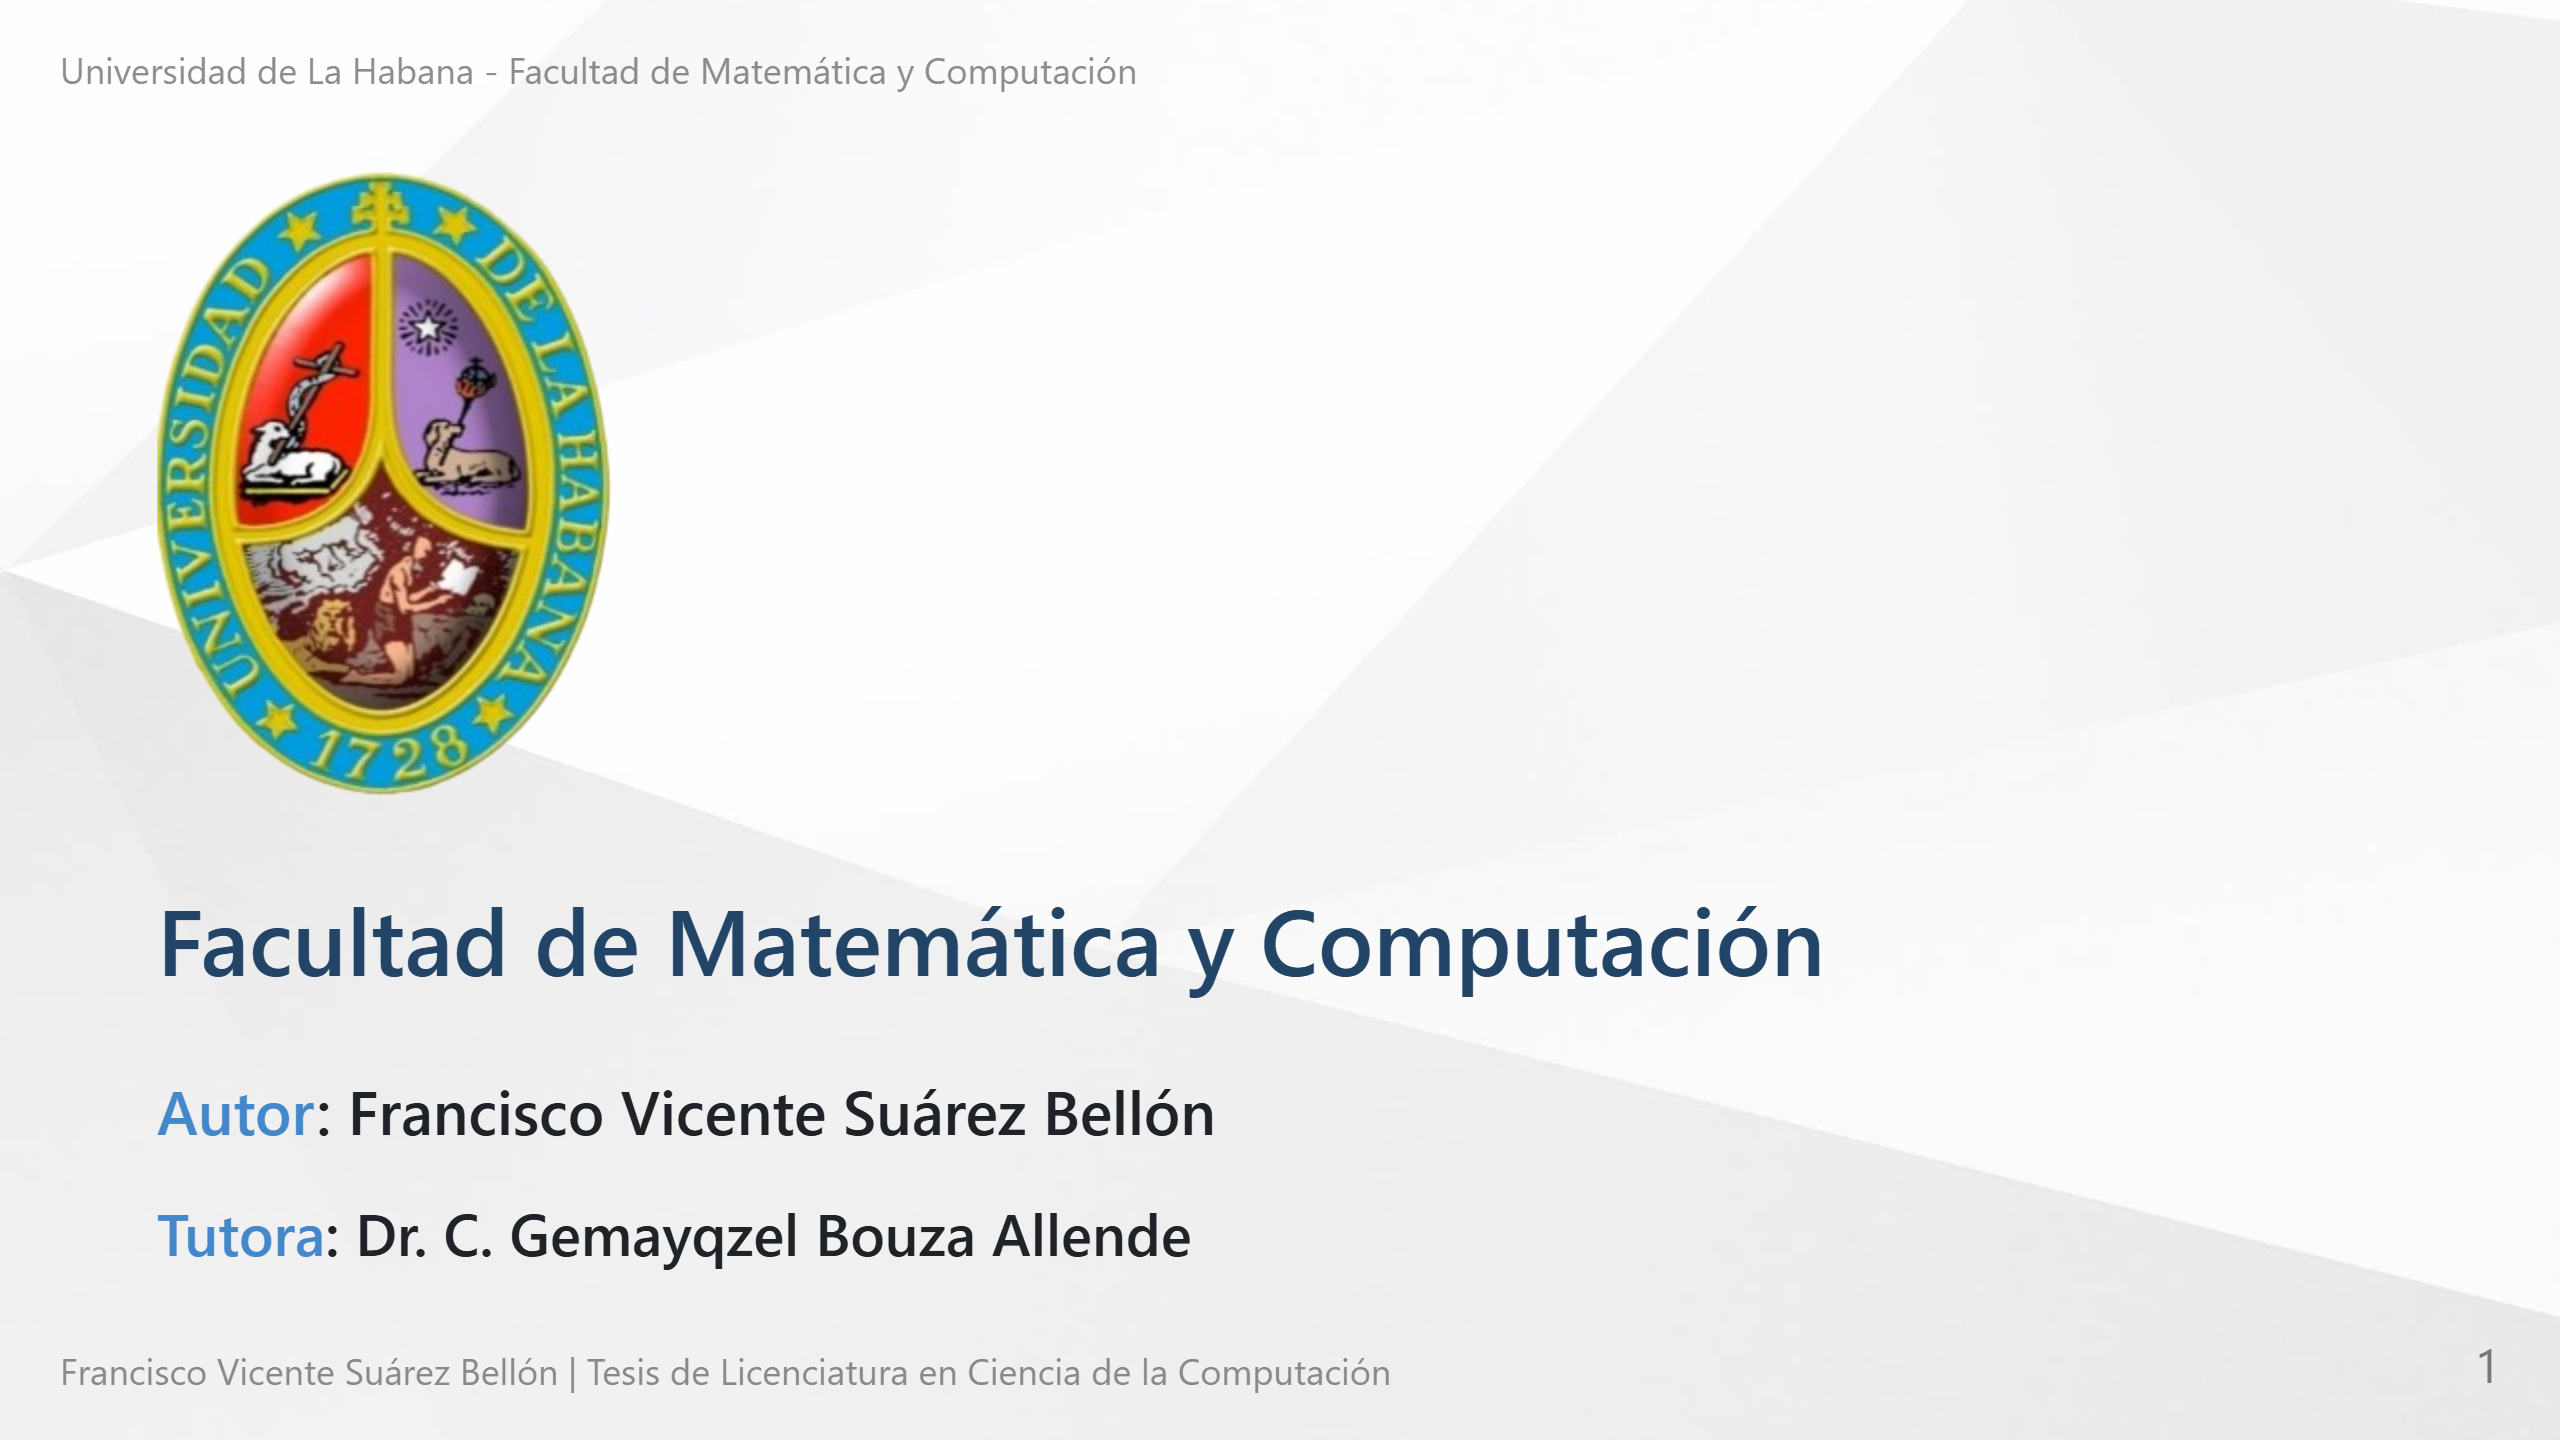 Universidad de La Habana - Facultad de Matemática y Computación
UNIVERSIDAD DE LA HABANA
1728
Facultad de Matemática y Computación
Autor: Francisco Vicente Suárez Bellón
Tutora: Dr. C. Gemayqzel Bouza Allende
Francisco Vicente Suárez Bellón | Tesis de Licenciatura en Ciencia de la Computación
1